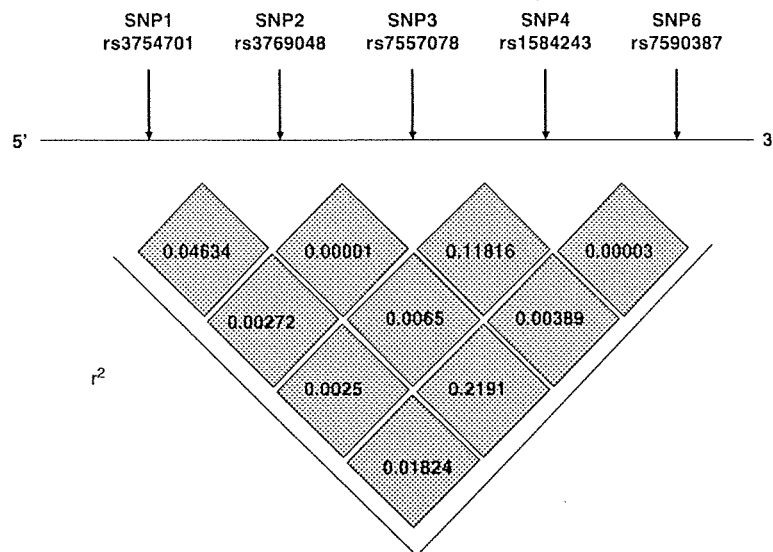 SNP1 SNP2 SNP3 SNP4 SNP6
rs3754701 rs3769048 rs7557078 rs1584243 rs7590387
5' 3
0.04634 0.00001 0.11816 0.00003
0.00272 0.0065 0.00389
r²
0.0025 0.2191
0.01824